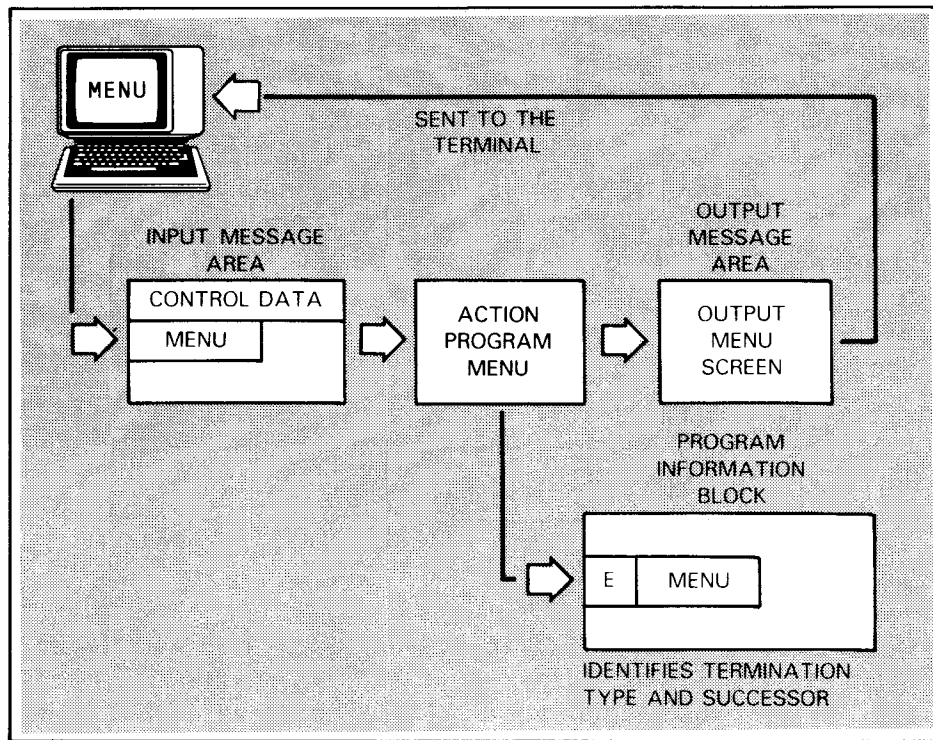 MENU
SENT TO THE
TERMINAL
INPUT MESSAGE
AREA
CONTROL DATA
MENU
ACTION
PROGRAM
MENU
OUTPUT
MESSAGE
AREA
OUTPUT
MENU
SCREEN
PROGRAM
INFORMATION
BLOCK
E
MENU
IDENTIFIES TERMINATION
TYPE AND SUCCESSOR